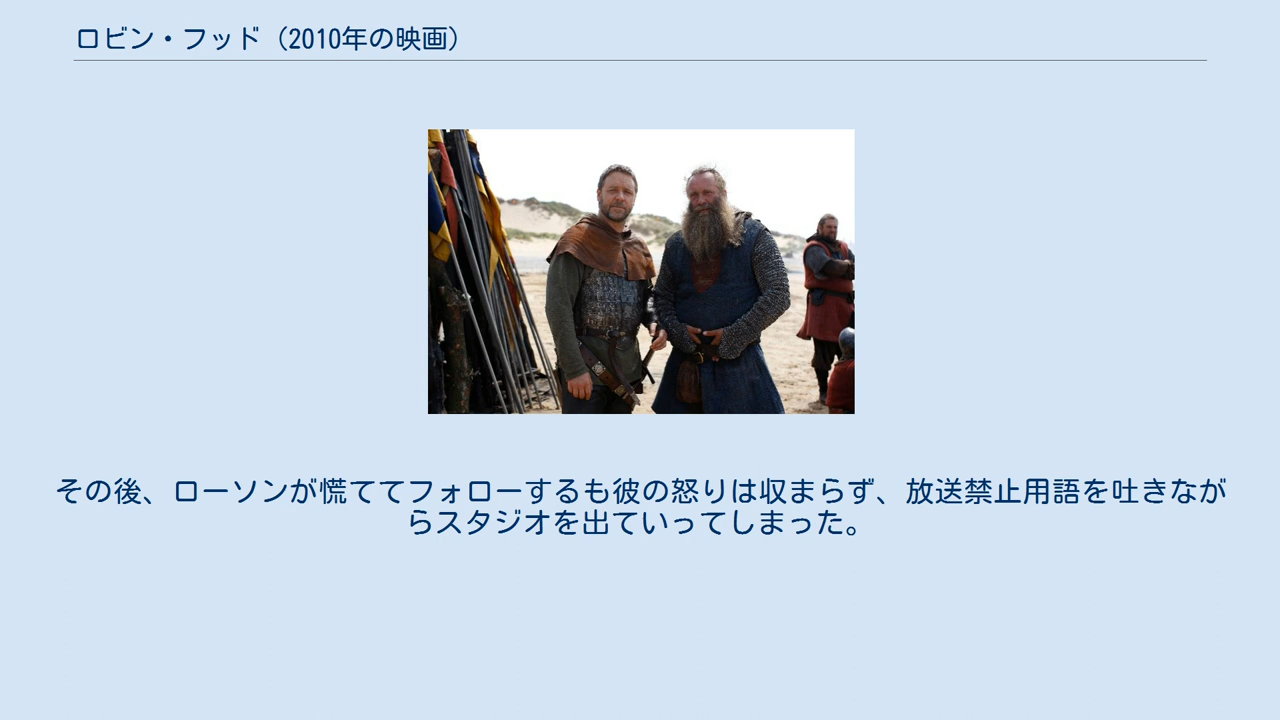 ロビン・フッド（2010年の映画）
その後、ローソンが慌ててフォローするも彼の怒りは収まらず、放送禁止用語を吐きなが
らスタジオを出ていってしまった。